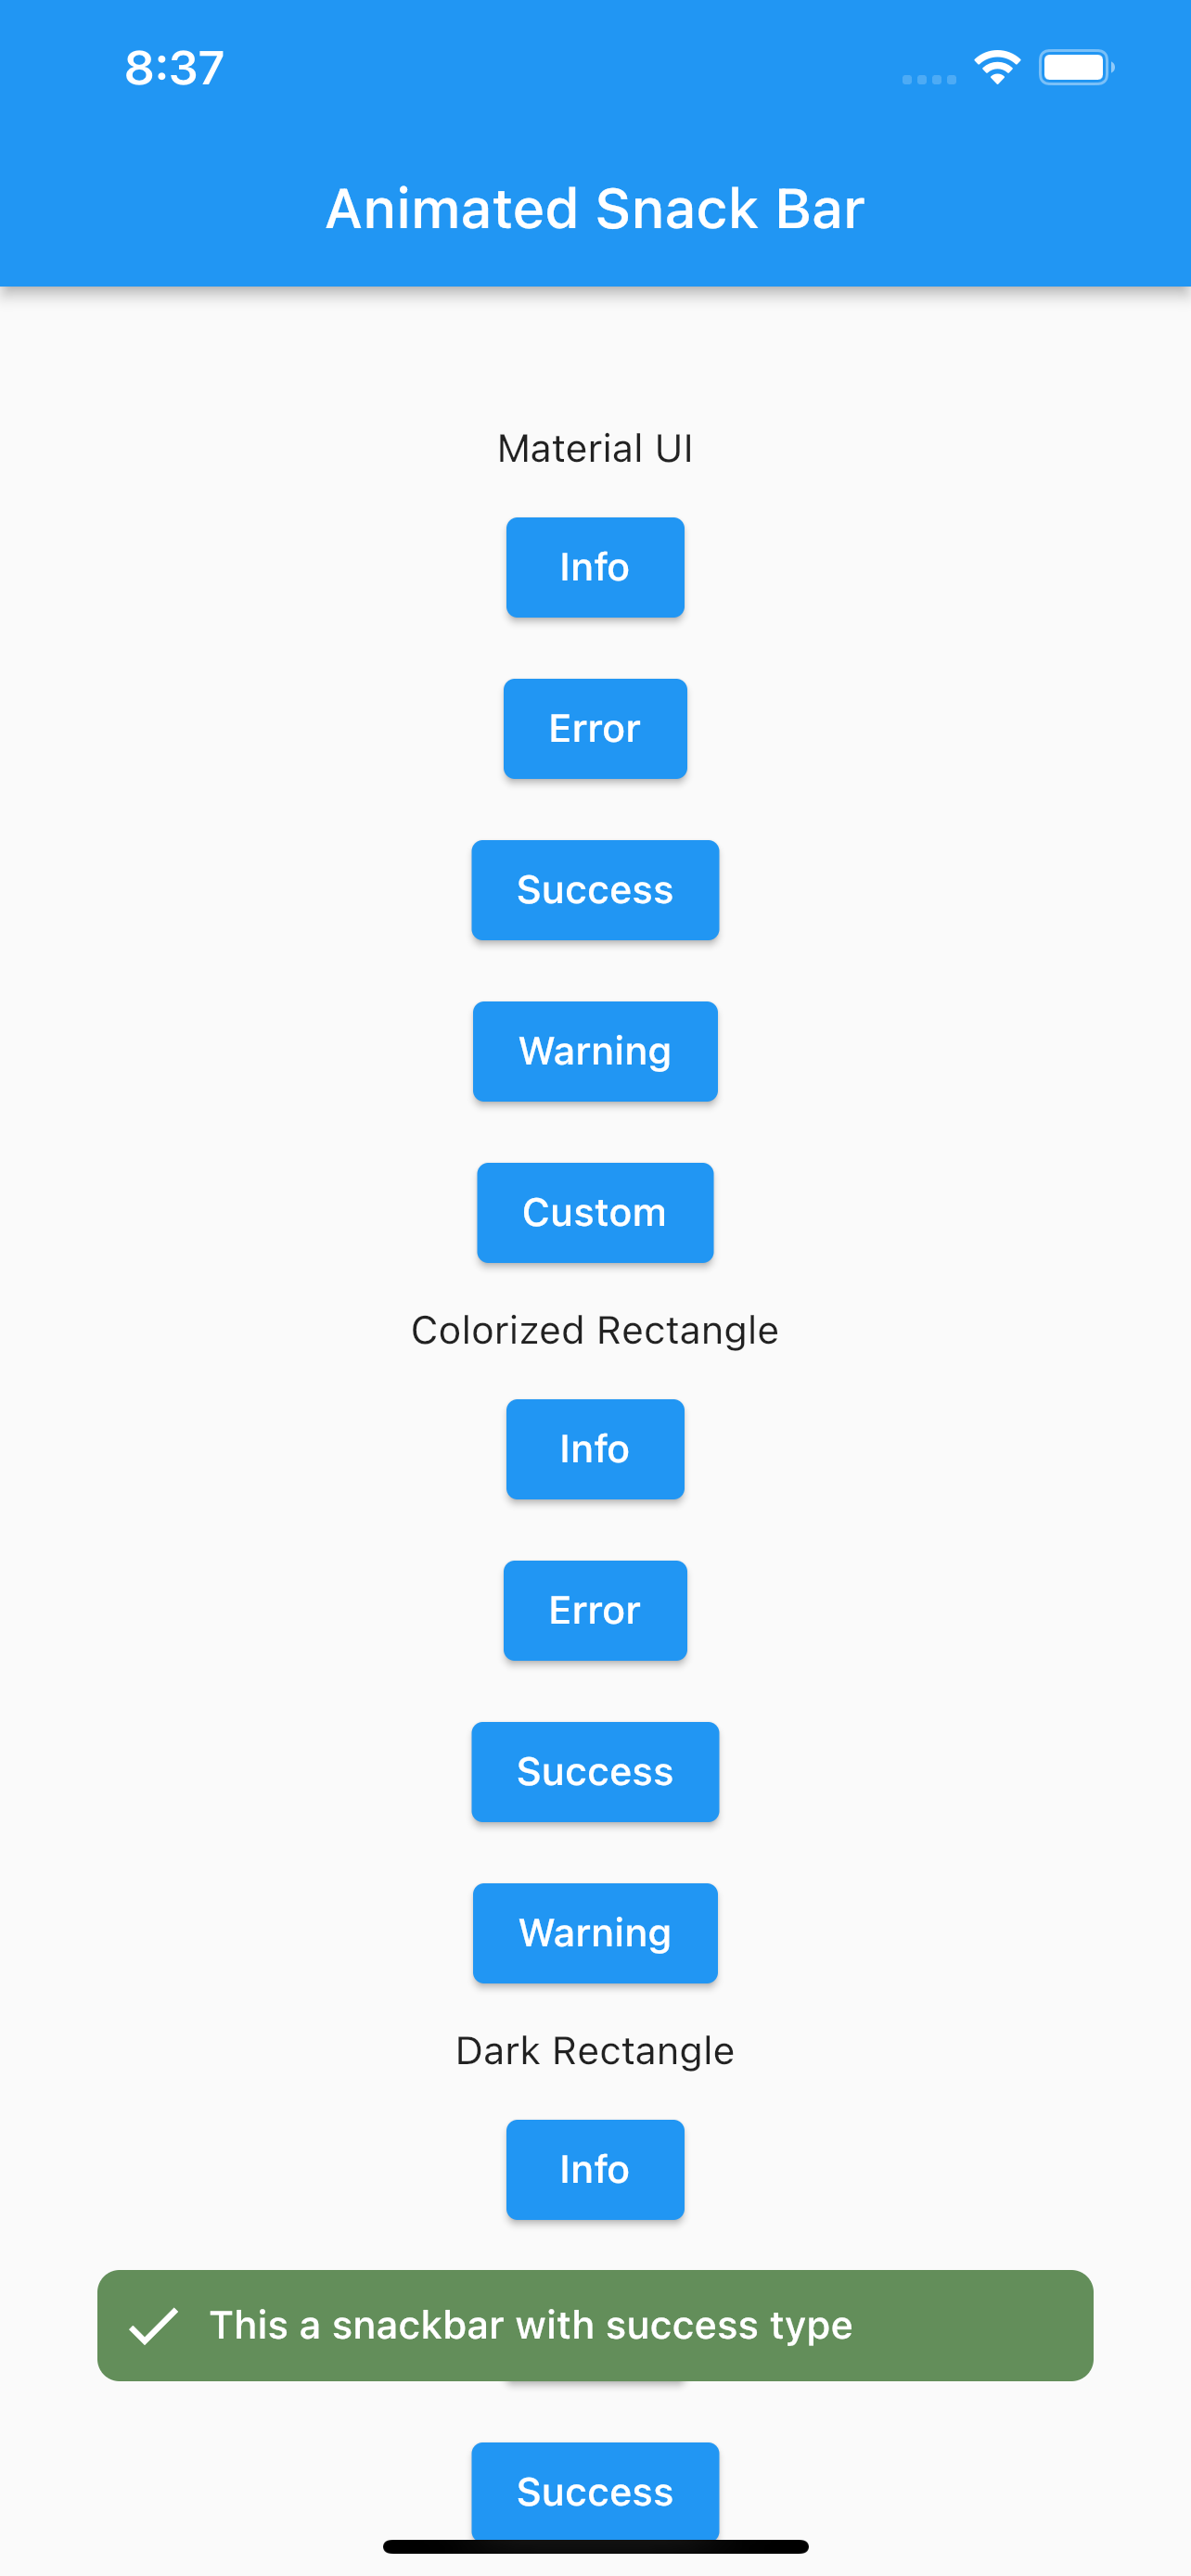 8:37
Animated Snack Bar
Material UI
Info
Error
Success
Warning
Custom
Colorized Rectangle
Info
Error
Success
Warning
Dark Rectangle
Info
This a snackbar with success type
Success